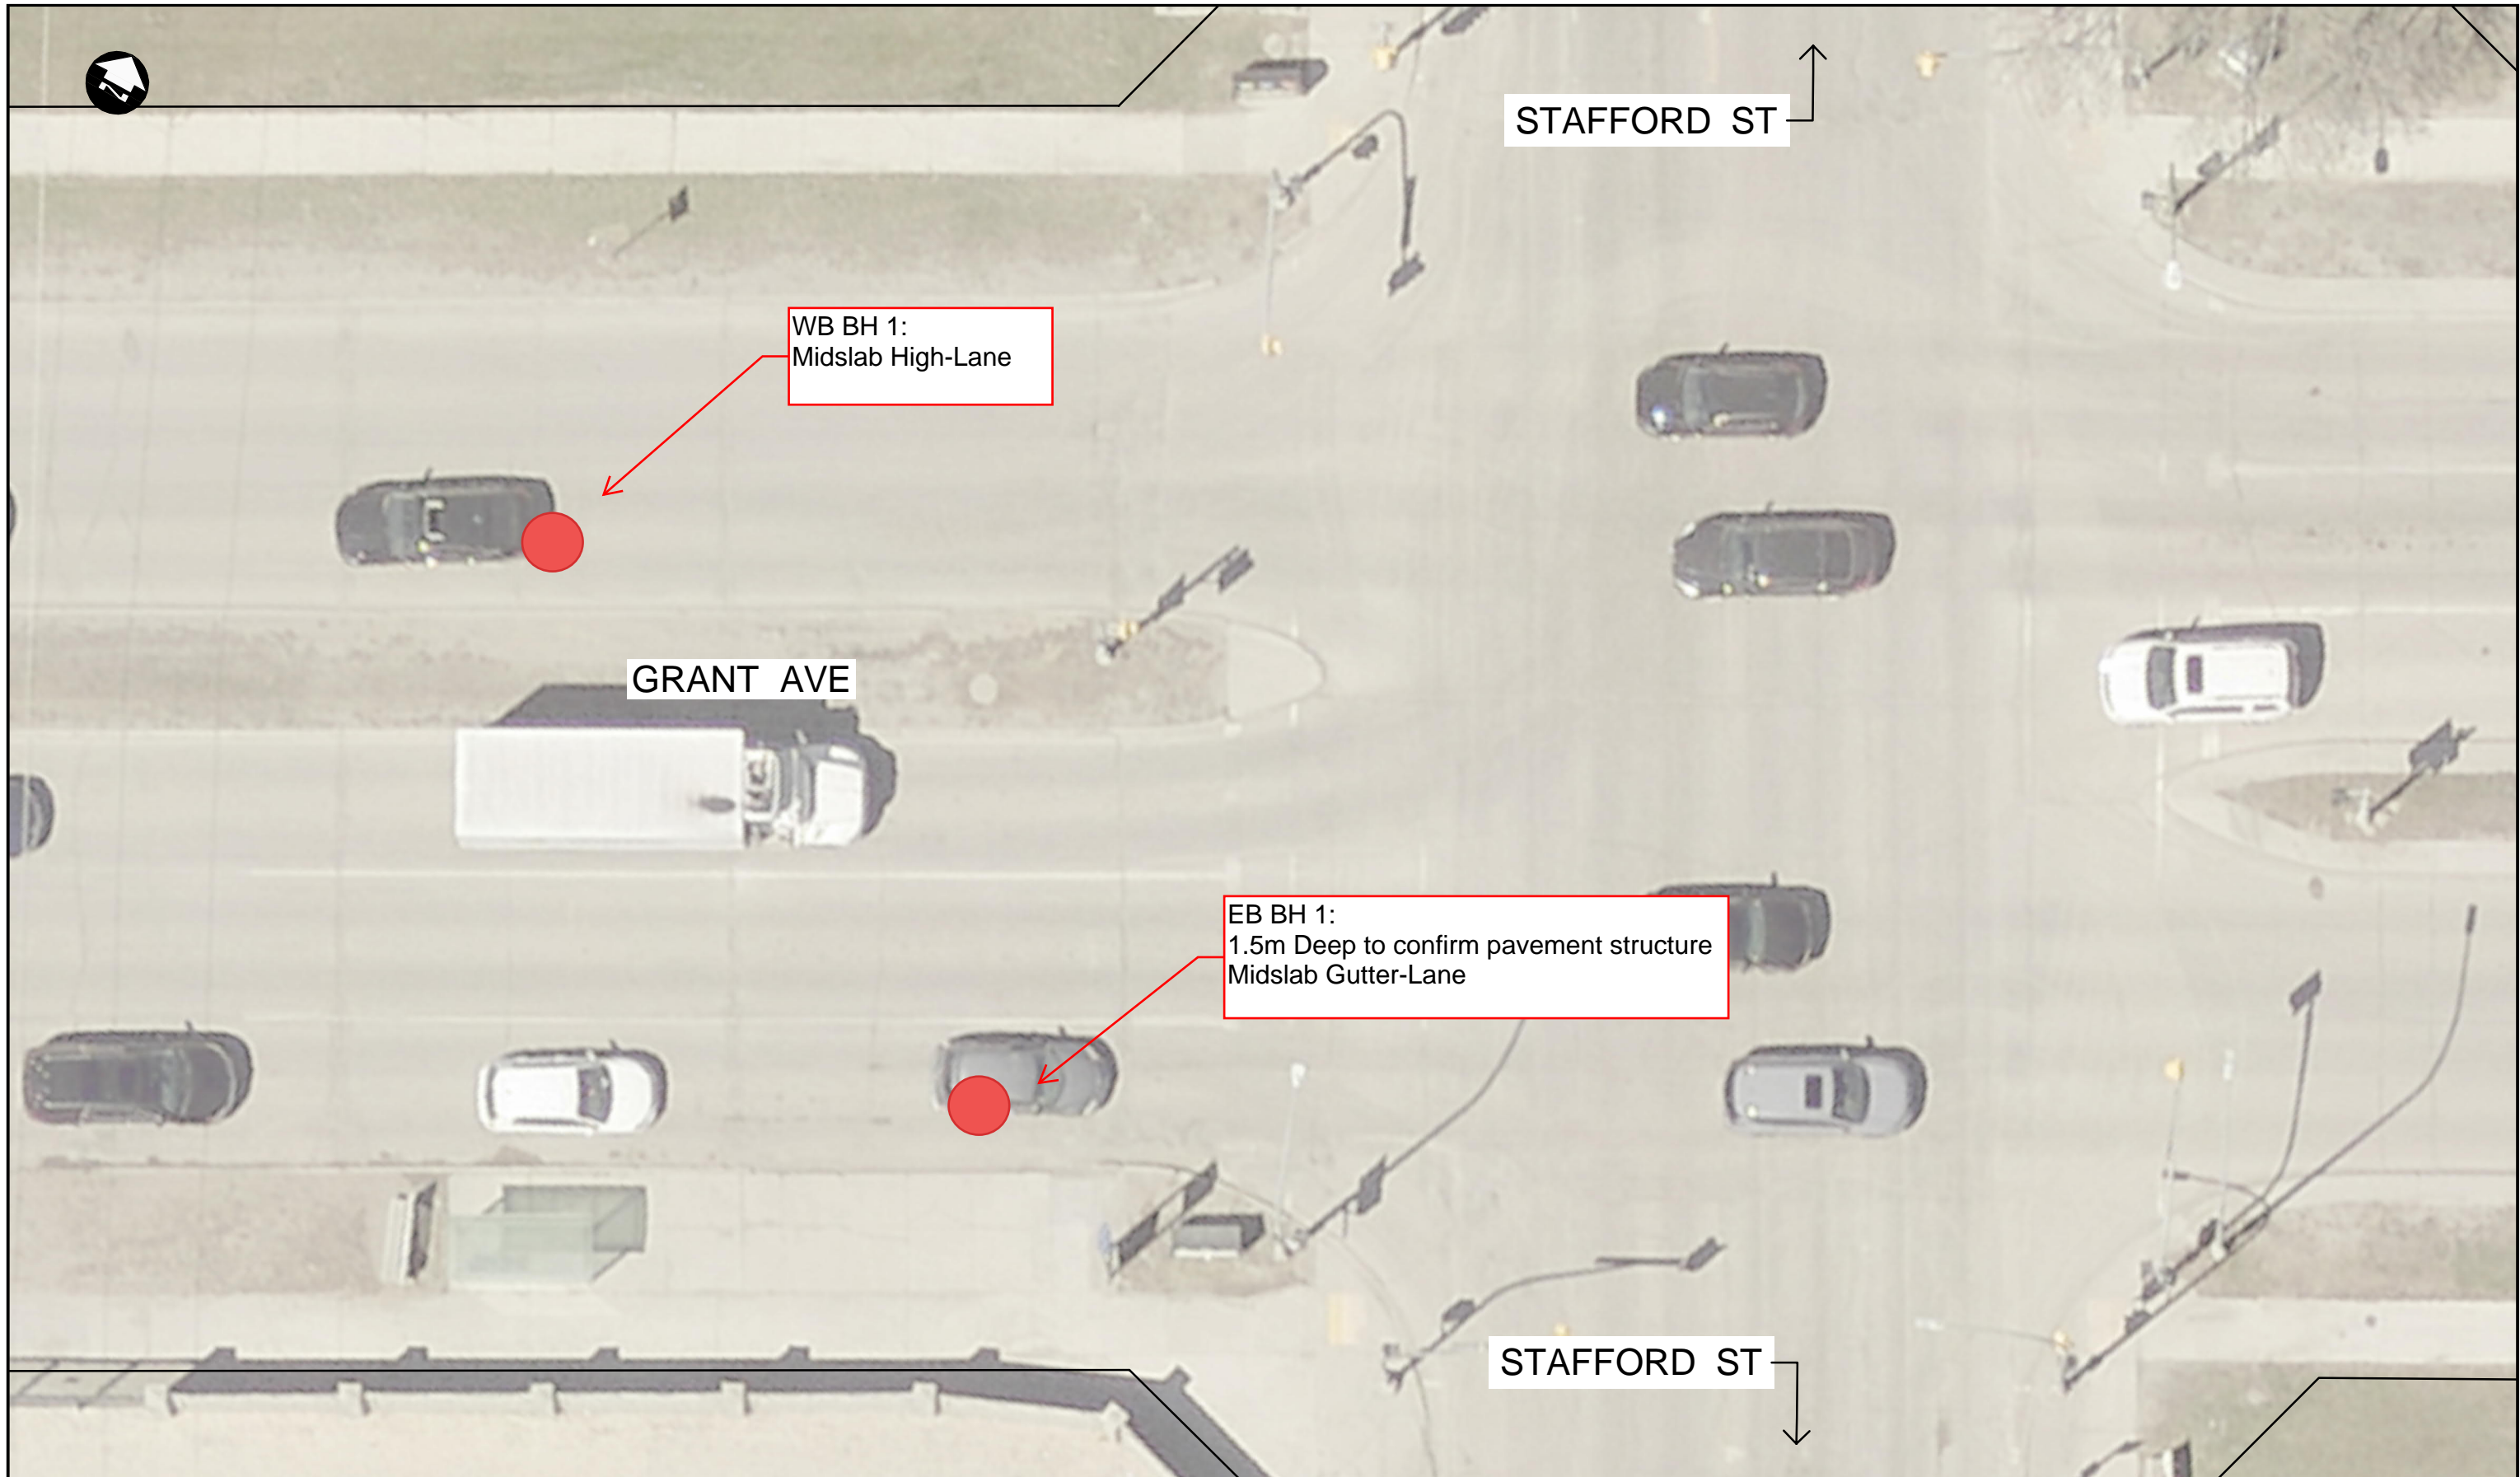 STAFFORD ST
WB BH 1:
Midslab High-Lane
GRANT AVE
EB BH 1:
1.5m Deep to confirm pavement structure
Midslab Gutter-Lane
STAFFORD ST